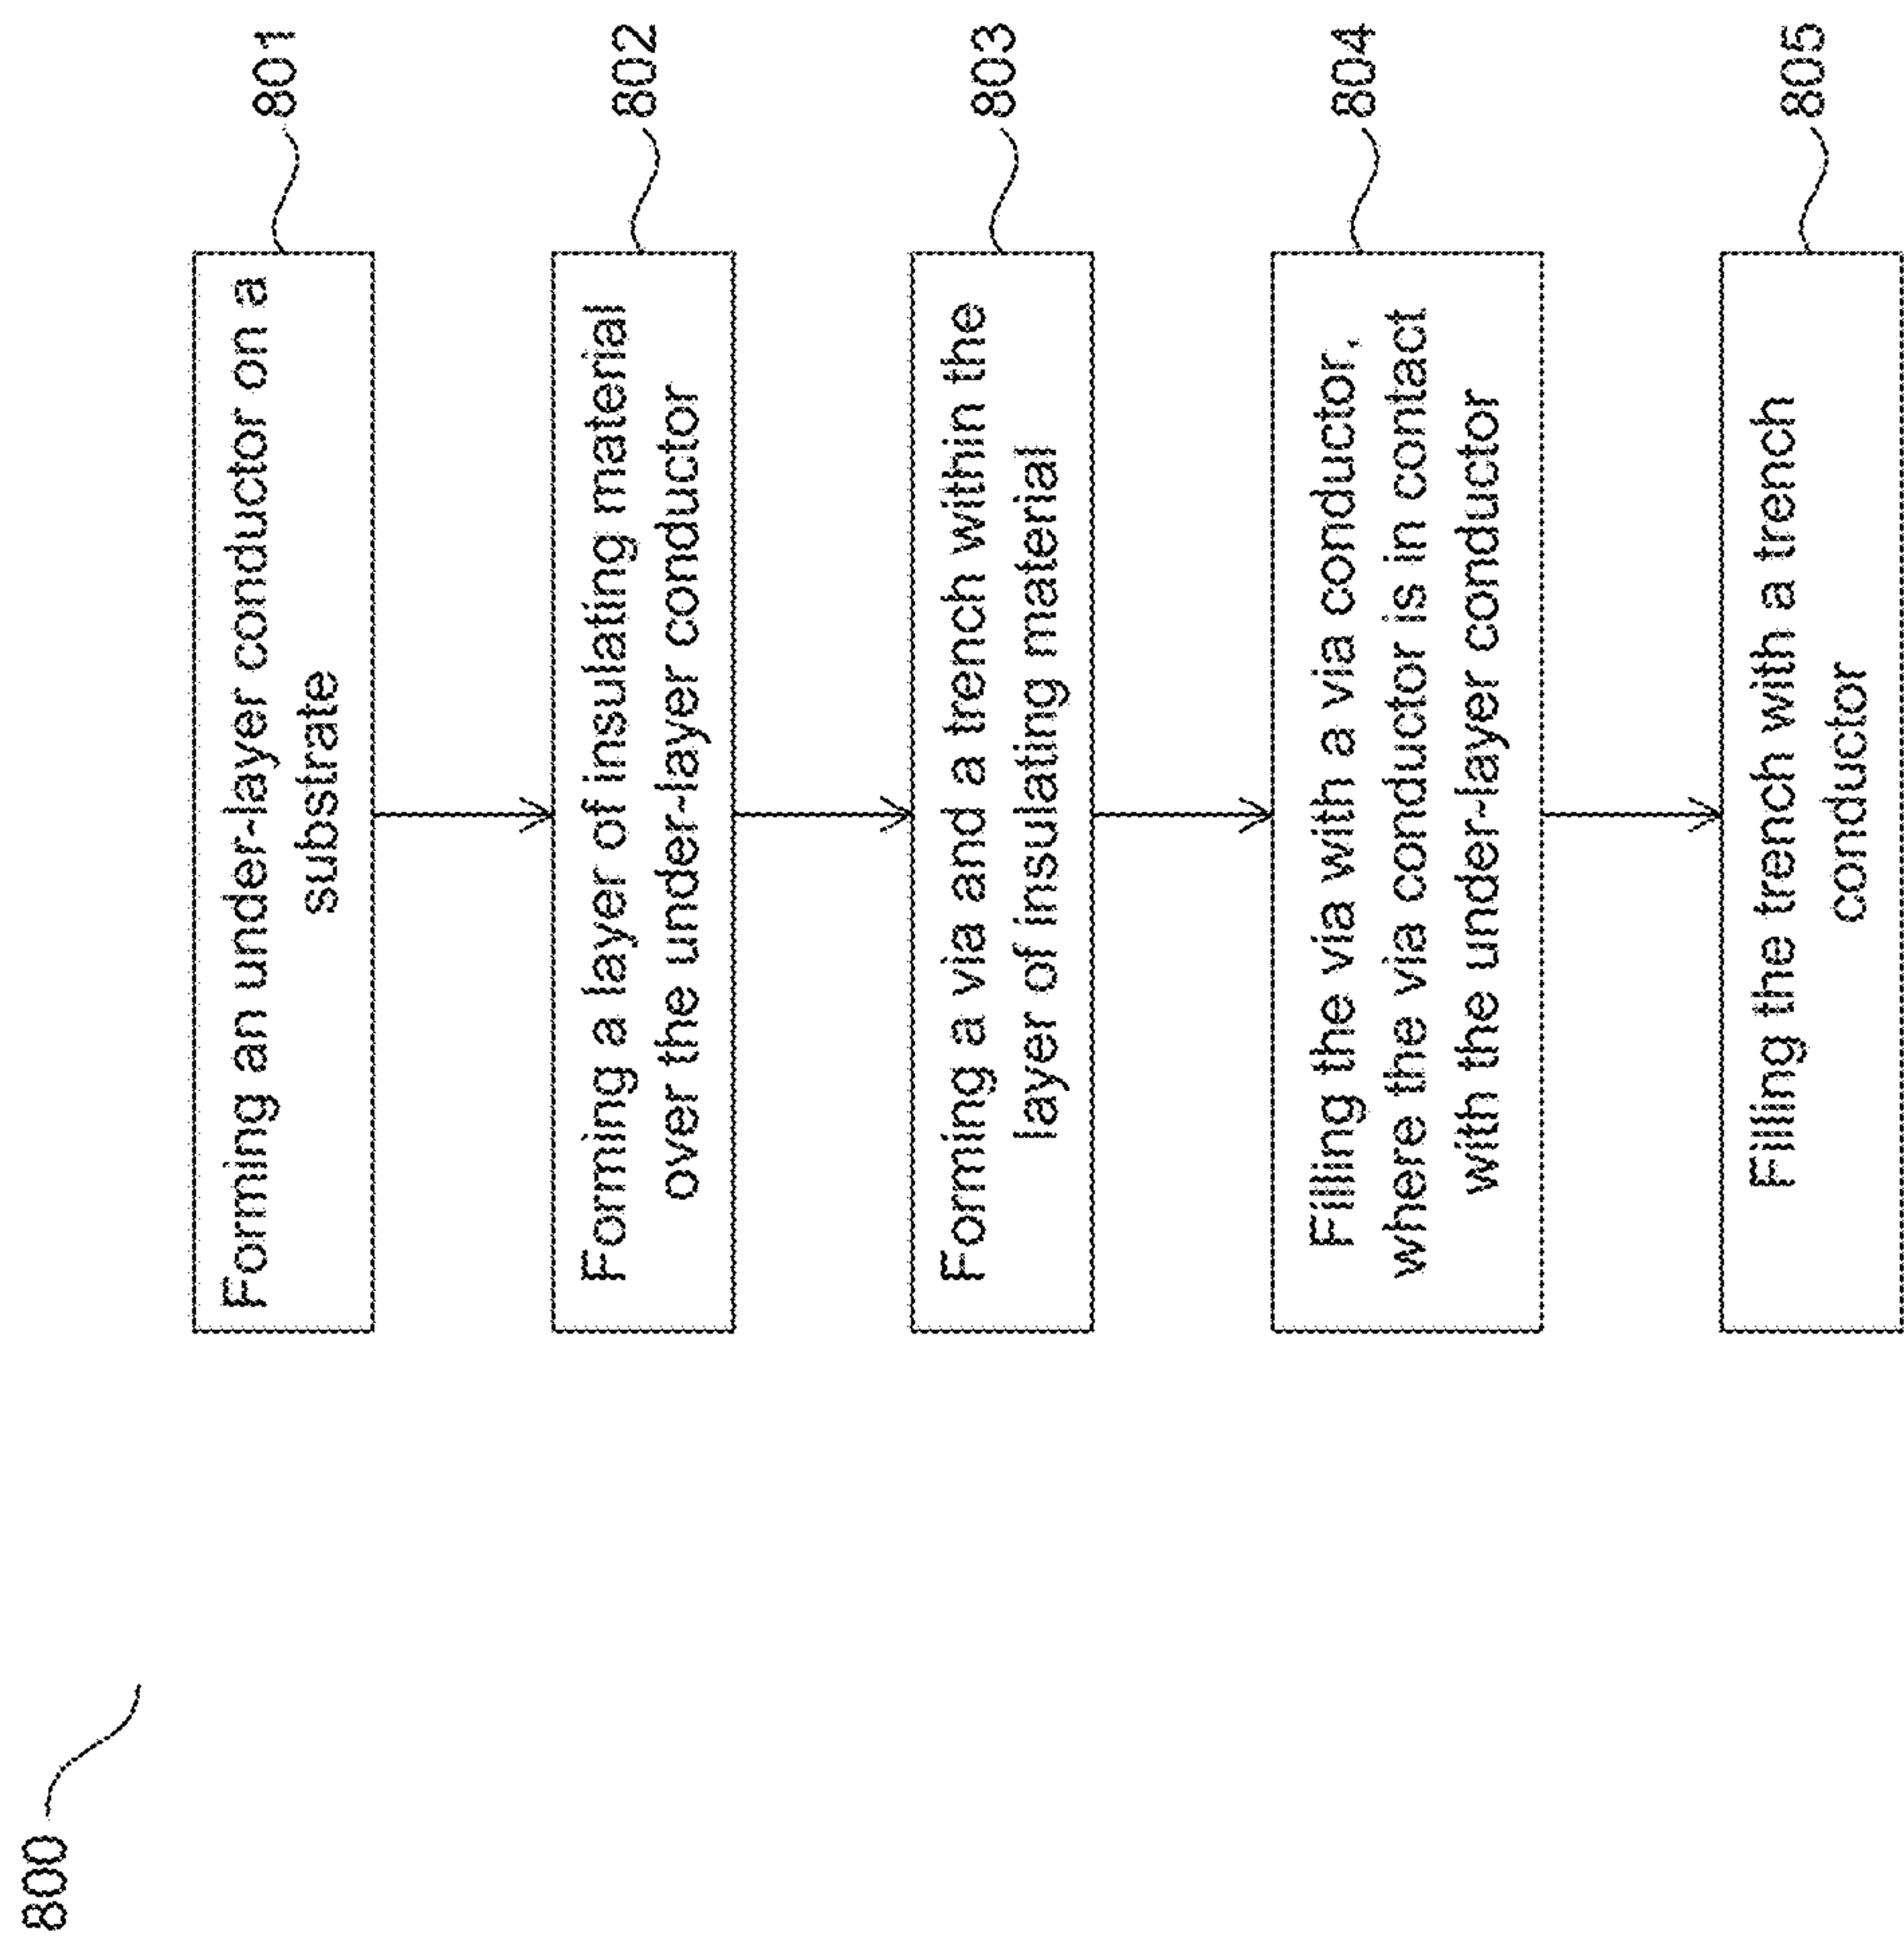 800
Forming an under-layer conductor on a
substrate
801
Forming a layer of insulating material
over the under-layer conductor
802
Forming a via and a trench within the
layer of insulating material
803
Filling the via with a via conductor,
where the via conductor is in contact
with the under-layer conductor
804
Filling the trench with a trench
conductor
805